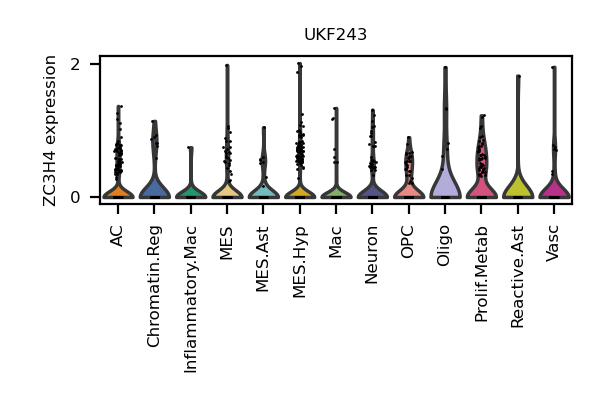 UKF243
ZC3H4 expression
2
0
AC
Chromatin.Reg
Inflammatory.Mac
MES
MES.Ast
MES.Hyp
Mac
Neuron
OPC
Oligo
Prolif.Metab
Reactive.Ast
Vasc